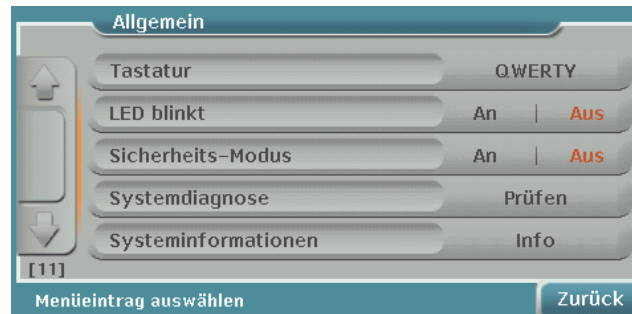 Allgemein
Tastatur QWERTY
LED blinkt An | Aus
Sicherheits-Modus An | Aus
Systemdiagnose Prüfen
Systeminformationen Info
[11]
Menüeintrag auswählen Zurück